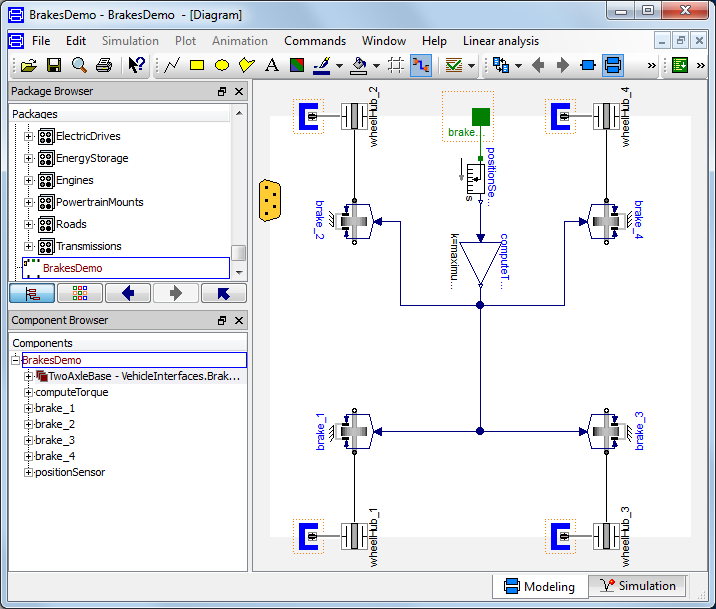 BrakesDemo - BrakesDemo - [Diagram]
File Edit Simulation Plot Animation Commands Window Help Linear analysis
Package Browser
Packages
ElectricDrives
EnergyStorage
Engines
PowertrainMounts
Roads
Transmissions
BrakesDemo
Component Browser
Components
BrakesDemo
TwoAxleBase - VehicleInterfaces.Brak...
computeTorque
brake_1
brake_2
brake_3
brake_4
positionSensor
wheelHub_2
wheelHub_4
brake...
positionSe...
s
brake_2
brake_4
computeT...
k=maximu...
brake_1
brake_3
wheelHub_1
wheelHub_3
Modeling
Simulation